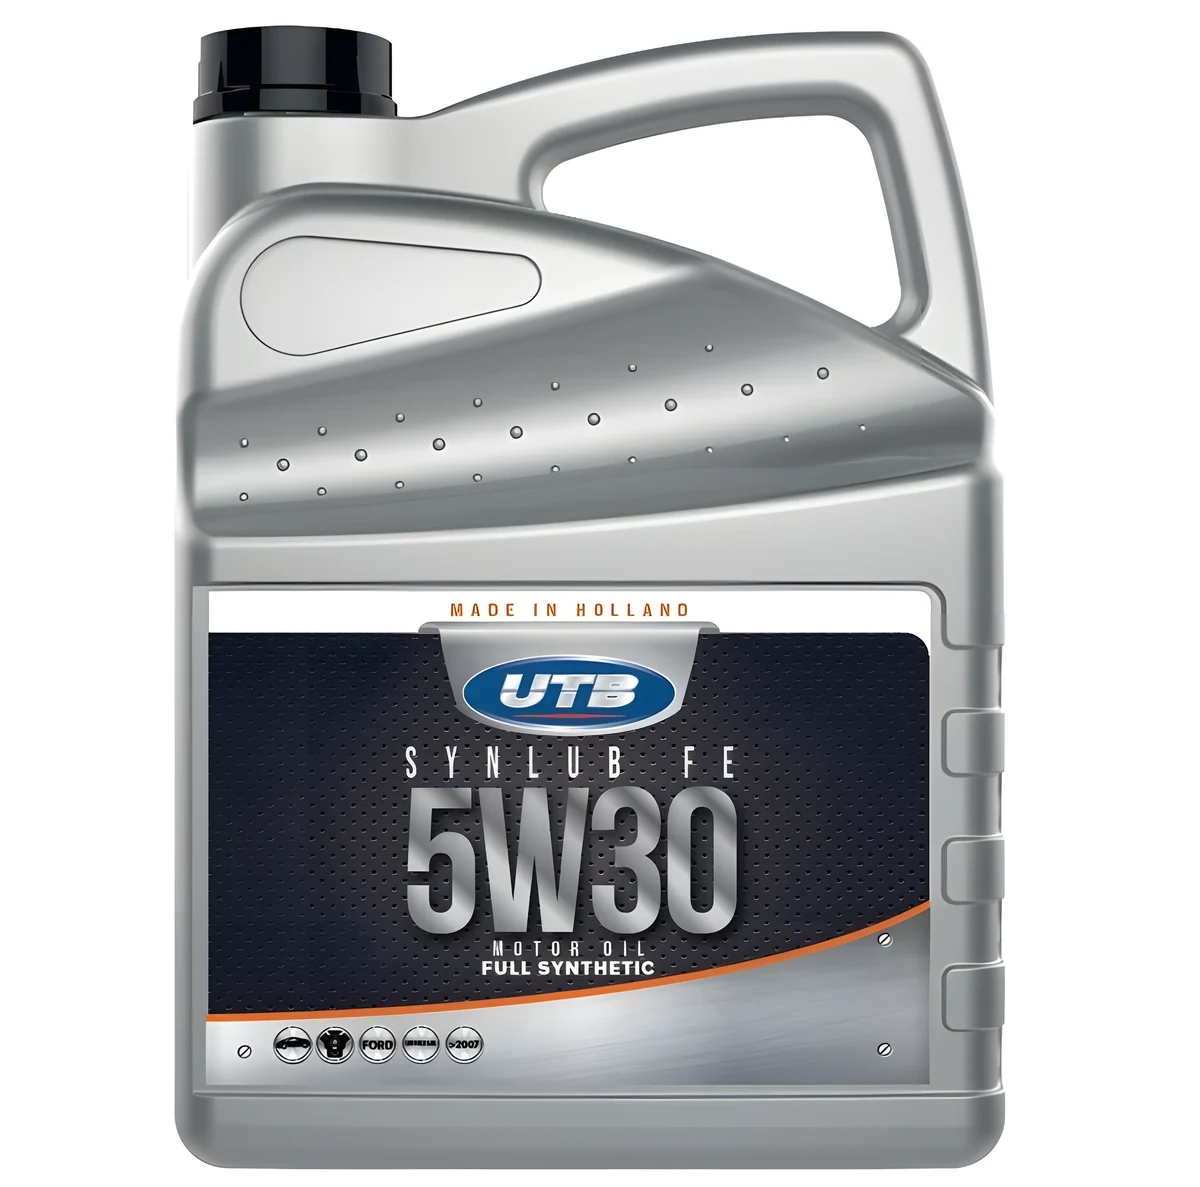 MADE IN HOLLAND
UTB
SYNLUB FE
5W30
MOTOR OIL
FULL SYNTHETIC
FORD
>2007